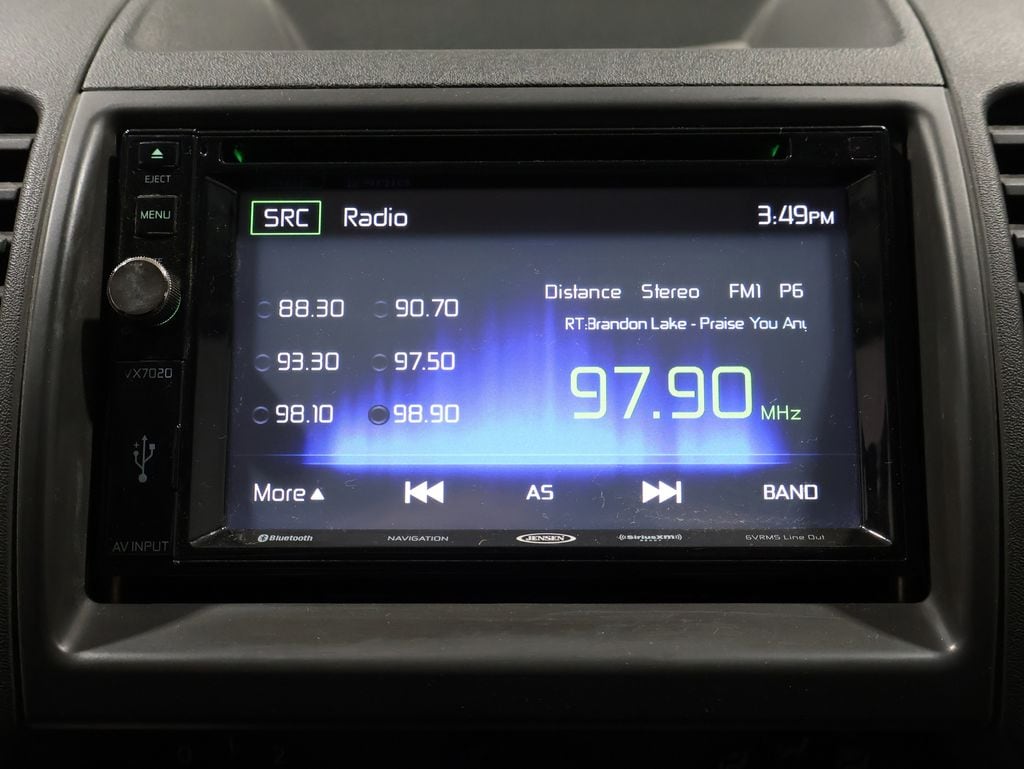 EJECT
MENU
VX7020
AV INPUT
SRC Radio 3:49PM
Distance Stereo FM1 P6
RT:Brandon Lake - Praise You Any
88.30 90.70
93.30 97.50
98.10 98.90
97.90 MHz
More AS BAND
Bluetooth NAVIGATION JENSEN SiriusXM 6VRMS Line Out